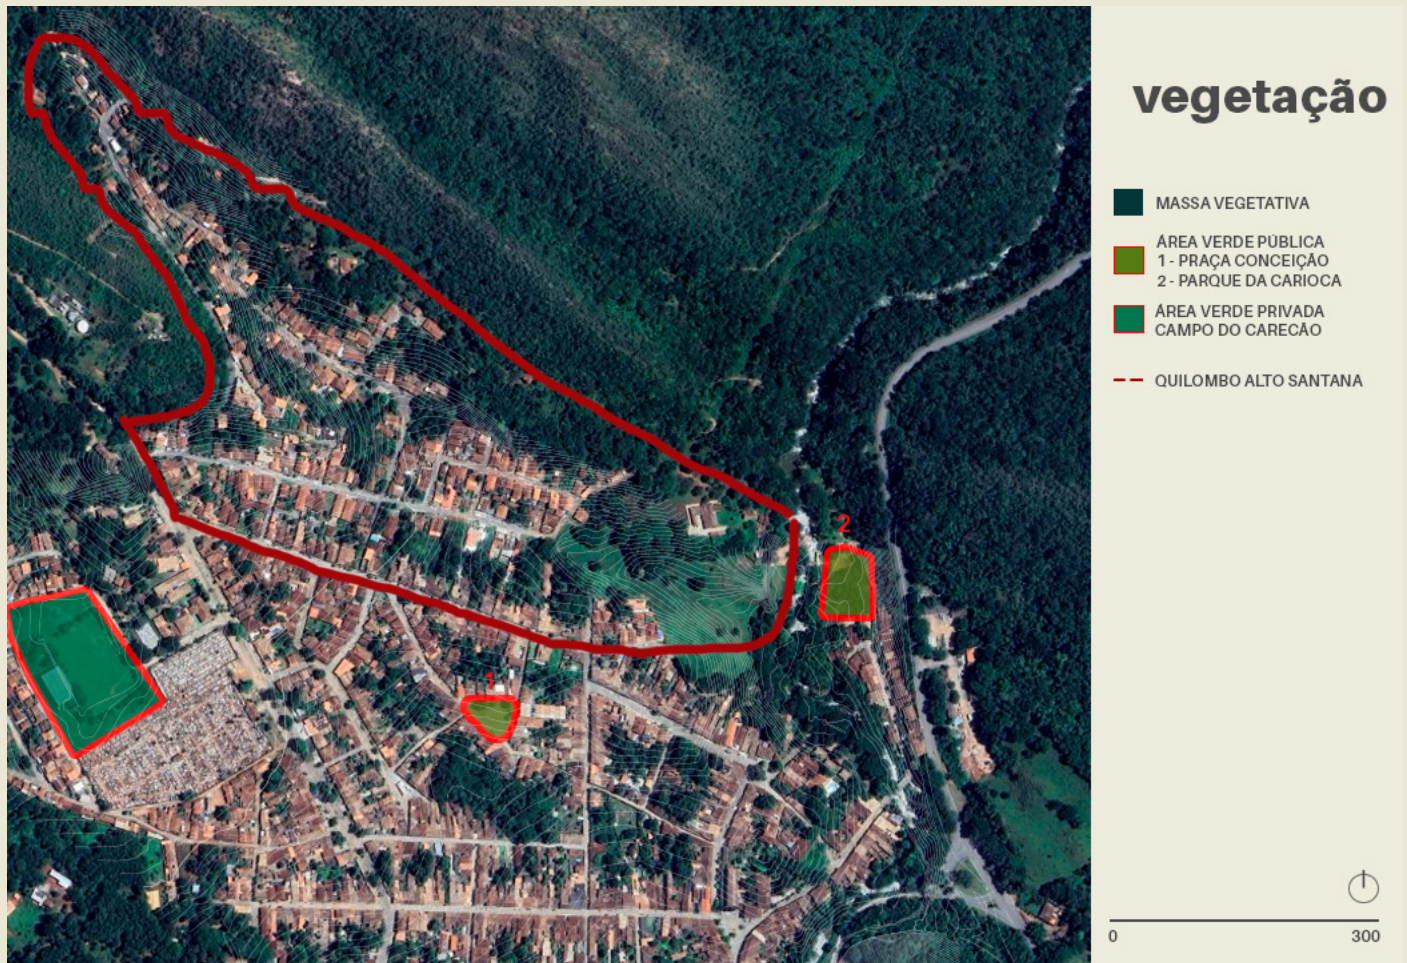 vegetação
MASSA VEGETATIVA
ÁREA VERDE PÚBLICA
1 - PRAÇA CONCEIÇÃO
2 - PARQUE DA CARIOCA
ÁREA VERDE PRIVADA
CAMPO DO CARECÃO
QUILOMBO ALTO SANTANA
2
1
0 300